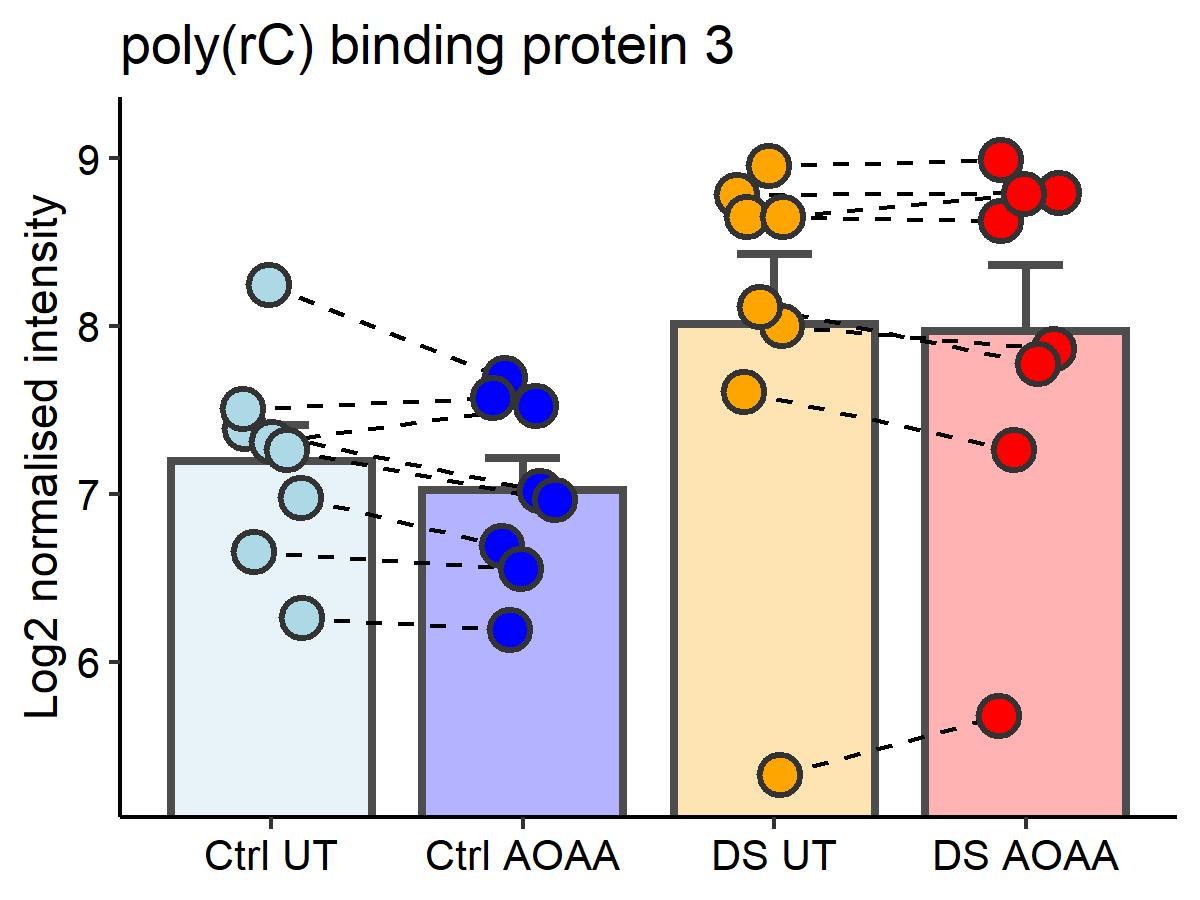 poly(rC) binding protein 3
Log2 normalised intensity
9
8
7
6
Ctrl UT
Ctrl AOAA
DS UT
DS AOAA